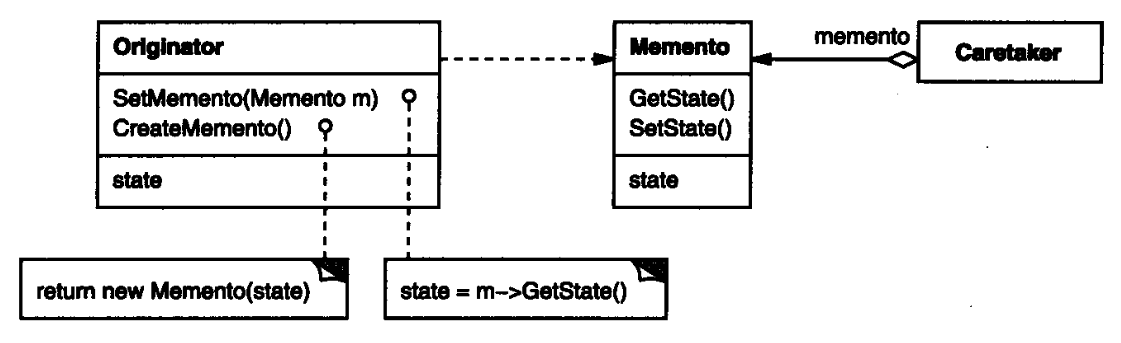 Originator
SetMemento(Memento m)
CreateMemento()
state
return new Memento(state)
state = m->GetState()
Memento
GetState()
SetState()
state
memento
Caretaker